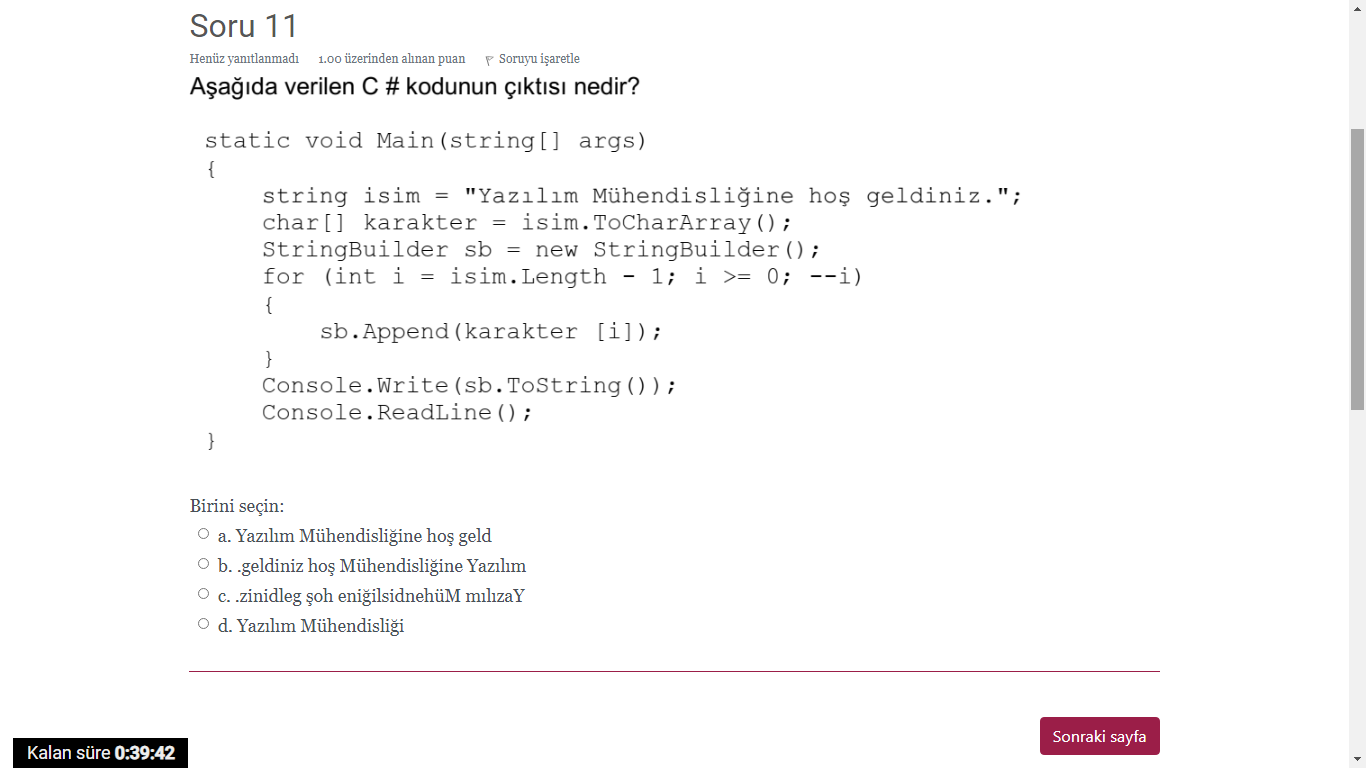 Soru 11
Henüz yanıtlanmadı 1.00 üzerinden alınan puan Soruyu işaretle
Aşağıda verilen C # kodunun çıktısı nedir?
static void Main(string[] args)
{
string isim = "Yazılım Mühendisliğine hoş geldiniz.";
char[] karakter = isim.ToCharArray();
StringBuilder sb = new StringBuilder();
for (int i = isim.Length - 1; i >= 0; --i)
{
sb.Append(karakter [i]);
}
Console.Write(sb.ToString());
Console.ReadLine();
}
Birini seçin:
a. Yazılım Mühendisliğine hoş geld
b. .geldiniz hoş Mühendisliğine Yazılım
c. .zinidleg şoh eniğilsidnehüM mılızaY
d. Yazılım Mühendisliği
Sonraki sayfa
Kalan süre 0:39:42